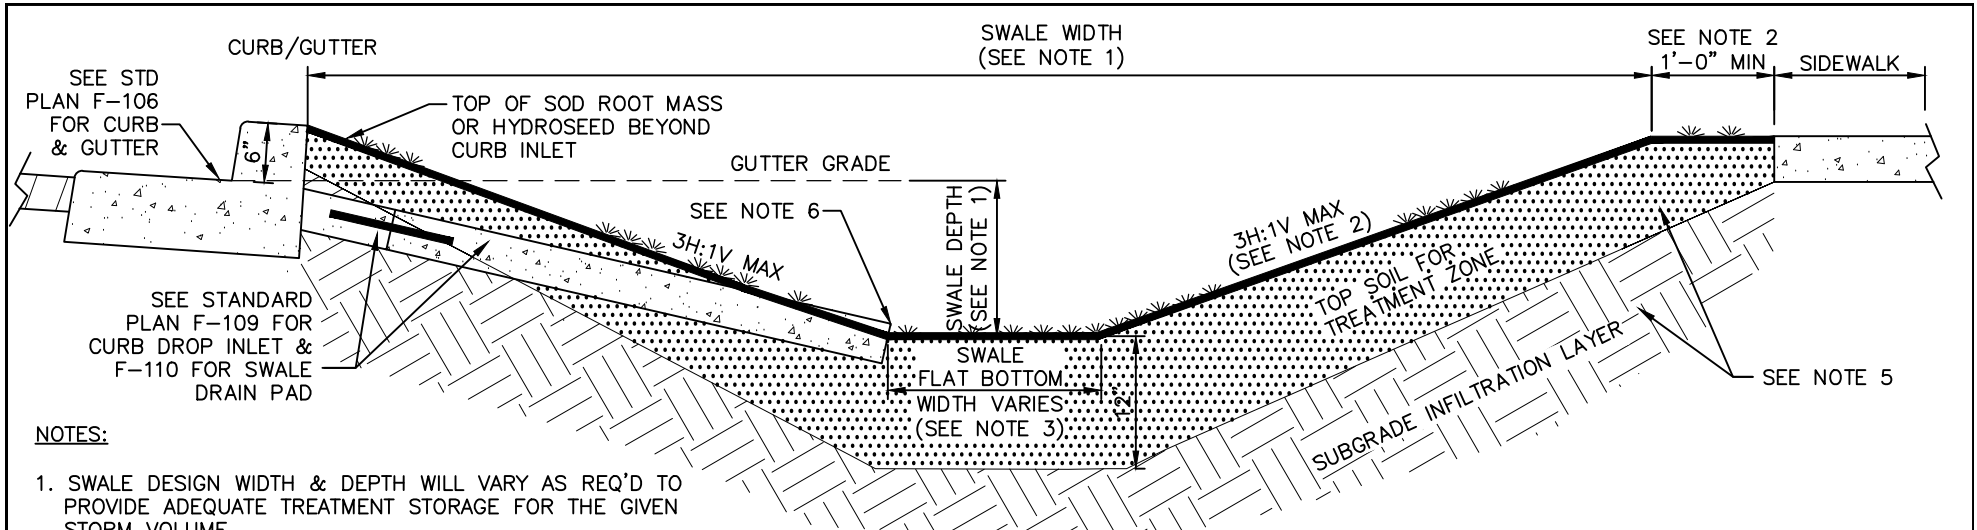 SWALE WIDTH
(SEE NOTE 1)
CURB/GUTTER
SEE NOTE 2
1'-0" MIN
SIDEWALK
SEE STD
PLAN F-106
FOR CURB
& GUTTER
6"
TOP OF SOD ROOT MASS
OR HYDROSEED BEYOND
CURB INLET
GUTTER GRADE
SEE NOTE 6
SWALE DEPTH
(SEE NOTE 1)
3H:1V MAX
3H:1V MAX
(SEE NOTE 2)
TOP SOIL FOR
TREATMENT ZONE
SUBGRADE INFILTRATION LAYER
SEE NOTE 5
SEE STANDARD
PLAN F-109 FOR
CURB DROP INLET &
F-110 FOR SWALE
DRAIN PAD
SWALE
FLAT BOTTOM
WIDTH VARIES
(SEE NOTE 3)
12"
NOTES:
1. SWALE DESIGN WIDTH & DEPTH WILL VARY AS REQ'D TO
PROVIDE ADEQUATE TREATMENT STORAGE FOR THE GIVEN
STORM VOLUME